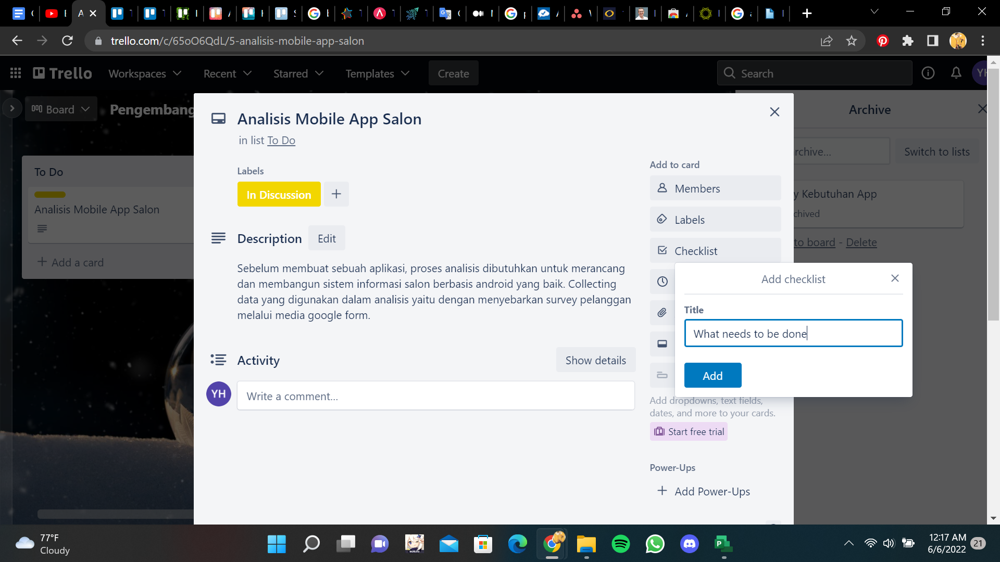 trello.com/c/65oO6QdL/5-analisis-mobile-app-salon
Trello
Workspaces
Recent
Starred
Templates
Create
Search
Board
Analisis Mobile App Salon
in list To Do
Archive
Switch to lists
To Do
Analisis Mobile App Salon
Add a card
Labels
In Discussion
Description
Edit
Sebelum membuat sebuah aplikasi, proses analisis dibutuhkan untuk merancang
dan membangun sistem informasi salon berbasis android yang baik. Collecting
data yang digunakan dalam analisis yaitu dengan menyebarkan survey pelanggan
melalui media google form.
Activity
Show details
YH
Write a comment...
Add to card
Members
Labels
Checklist
Kebutuhan App
to board - Delete
Add checklist
Title
What needs to be done
Add
Add dropdowns, text fields,
dates, and more to your cards.
Start free trial
Power-Ups
Add Power-Ups
77°F
Cloudy
12:17 AM
6/6/2022
21